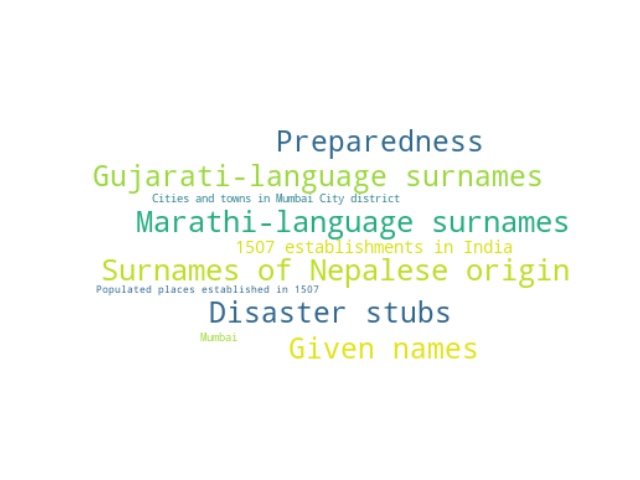 Preparedness
Gujarati-language surnames
Cities and towns in Mumbai City district
Marathi-language surnames
1507 establishments in India
Surnames of Nepalese origin
Populated places established in 1507
Disaster stubs
Mumbai
Given names